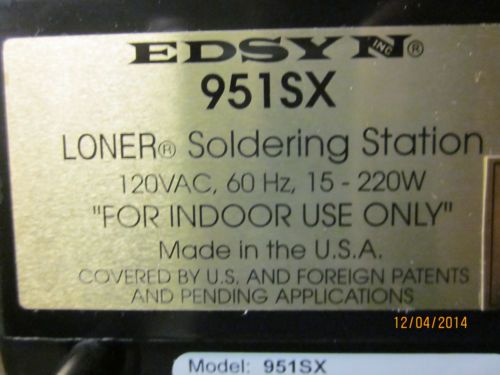 EDSYN INC®
951SX
LONER® Soldering Station
120VAC, 60 Hz, 15 - 220W
"FOR INDOOR USE ONLY"
Made in the U.S.A.
COVERED BY U.S. AND FOREIGN PATENTS
AND PENDING APPLICATIONS
12/04/2014
Model: 951SX